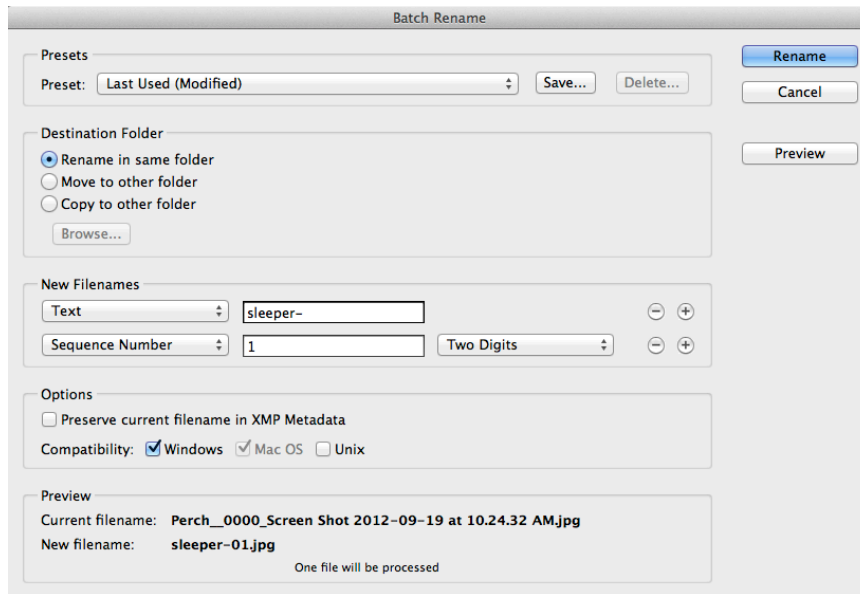 Batch Rename
Presets
Preset: Last Used (Modified) Save... Delete...
Rename
Cancel
Preview
Destination Folder
Rename in same folder
Move to other folder
Copy to other folder
Browse...
New Filenames
Text sleeper-
Sequence Number 1 Two Digits
Options
Preserve current filename in XMP Metadata
Compatibility: Windows Mac OS Unix
Preview
Current filename: Perch__0000_Screen Shot 2012-09-19 at 10.24.32 AM.jpg
New filename: sleeper-01.jpg
One file will be processed